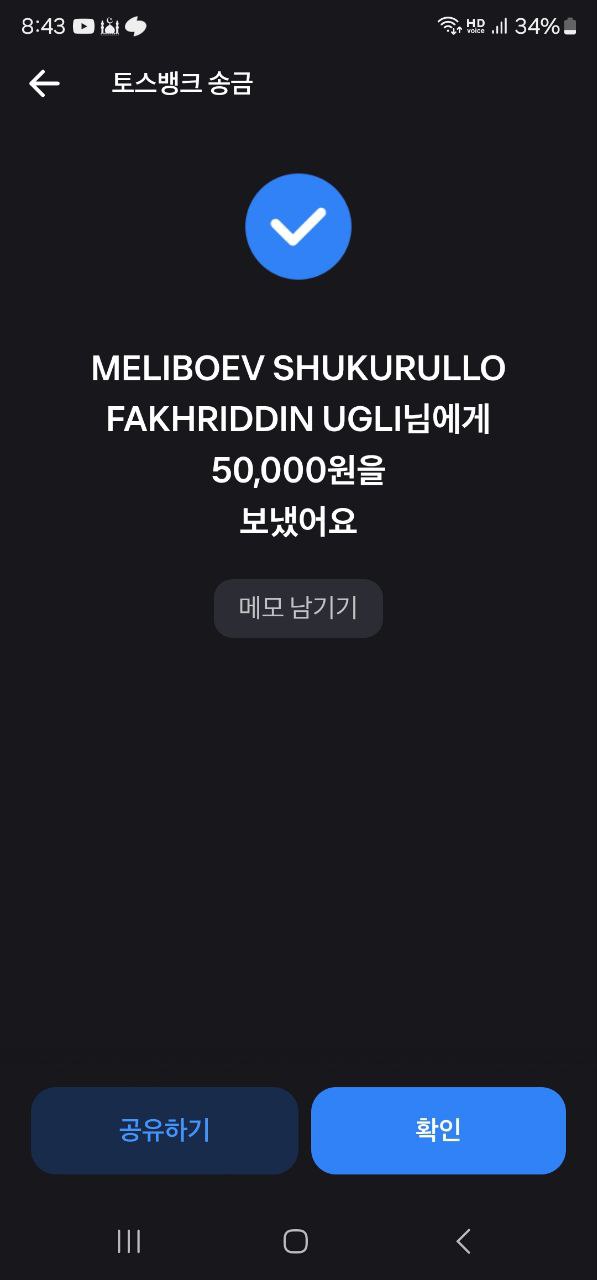 8:43 HD voice 34%
토스뱅크 송금
MELIBOEV SHUKURULLO
FAKHRIDDIN UGLI님에게
50,000원을
보냈어요
메모 남기기
공유하기 확인